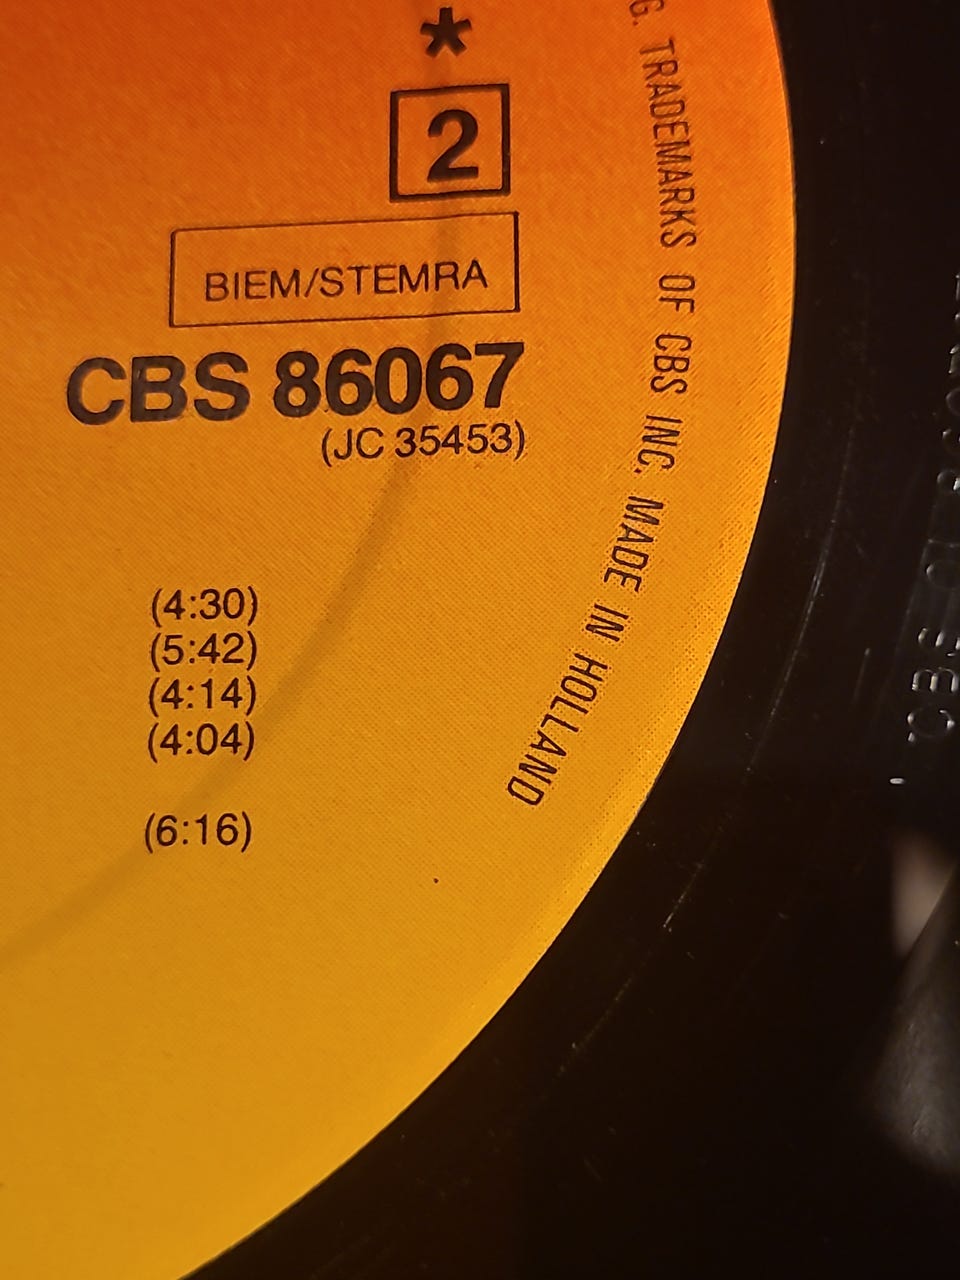 *
2
BIEM/STEMRA
CBS 86067
(JC 35453)
(4:30)
(5:42)
(4:14)
(4:04)
(6:16)
G. TRADEMARKS OF CBS INC. MADE IN HOLLAND